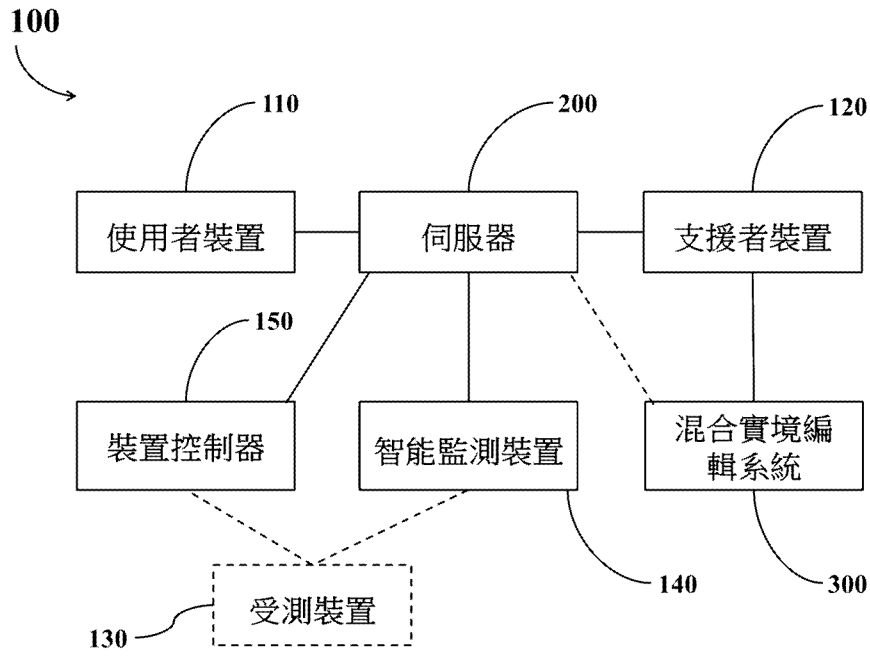 100
110
200
120
使用者裝置
伺服器
支援者裝置
150
裝置控制器
智能監測裝置
混合實境編
輯系統
140
300
受測裝置
130